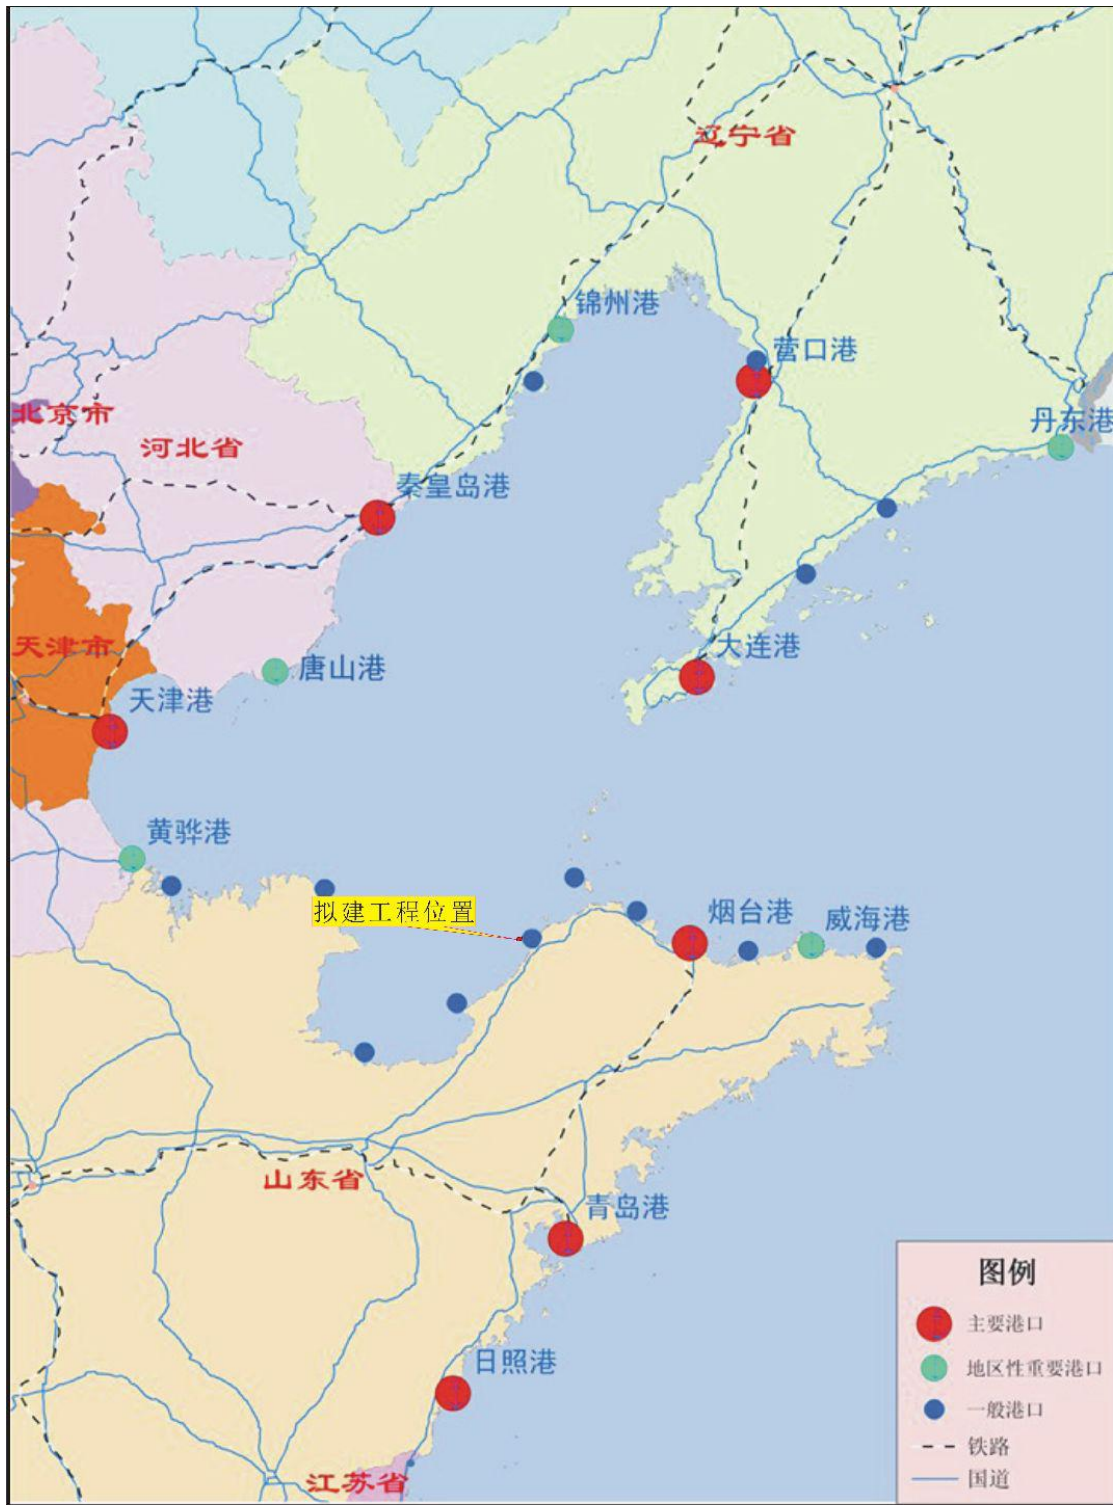 辽宁省
锦州港
营口港
北京市
丹东港
河北省
秦皇岛港
天津市
大连港
唐山港
天津港
黄骅港
拟建工程位置
烟台港
威海港
山东省
青岛港
日照港
江苏省
图例
主要港口
地区性重要港口
一般港口
铁路
国道